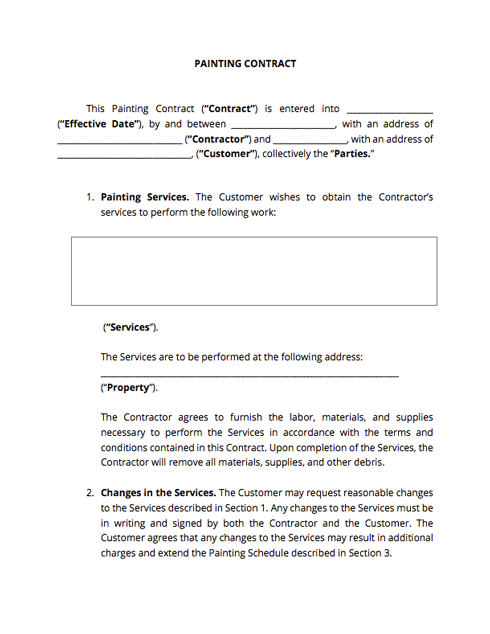 PAINTING CONTRACT
This Painting Contract (“Contract”) is entered into ____________________
(“Effective Date”), by and between ________________________, with an address of
_____________________________ (“Contractor”) and _________________, with an address of
_______________________________, (“Customer”), collectively the “Parties.”
1. Painting Services. The Customer wishes to obtain the Contractor’s
services to perform the following work:
(“Services”).
The Services are to be performed at the following address:
_____________________________________________________________________
(“Property”).
The Contractor agrees to furnish the labor, materials, and supplies
necessary to perform the Services in accordance with the terms and
conditions contained in this Contract. Upon completion of the Services, the
Contractor will remove all materials, supplies, and other debris.
2. Changes in the Services. The Customer may request reasonable changes
to the Services described in Section 1. Any changes to the Services must be
in writing and signed by both the Contractor and the Customer. The
Customer agrees that any changes to the Services may result in additional
charges and extend the Painting Schedule described in Section 3.